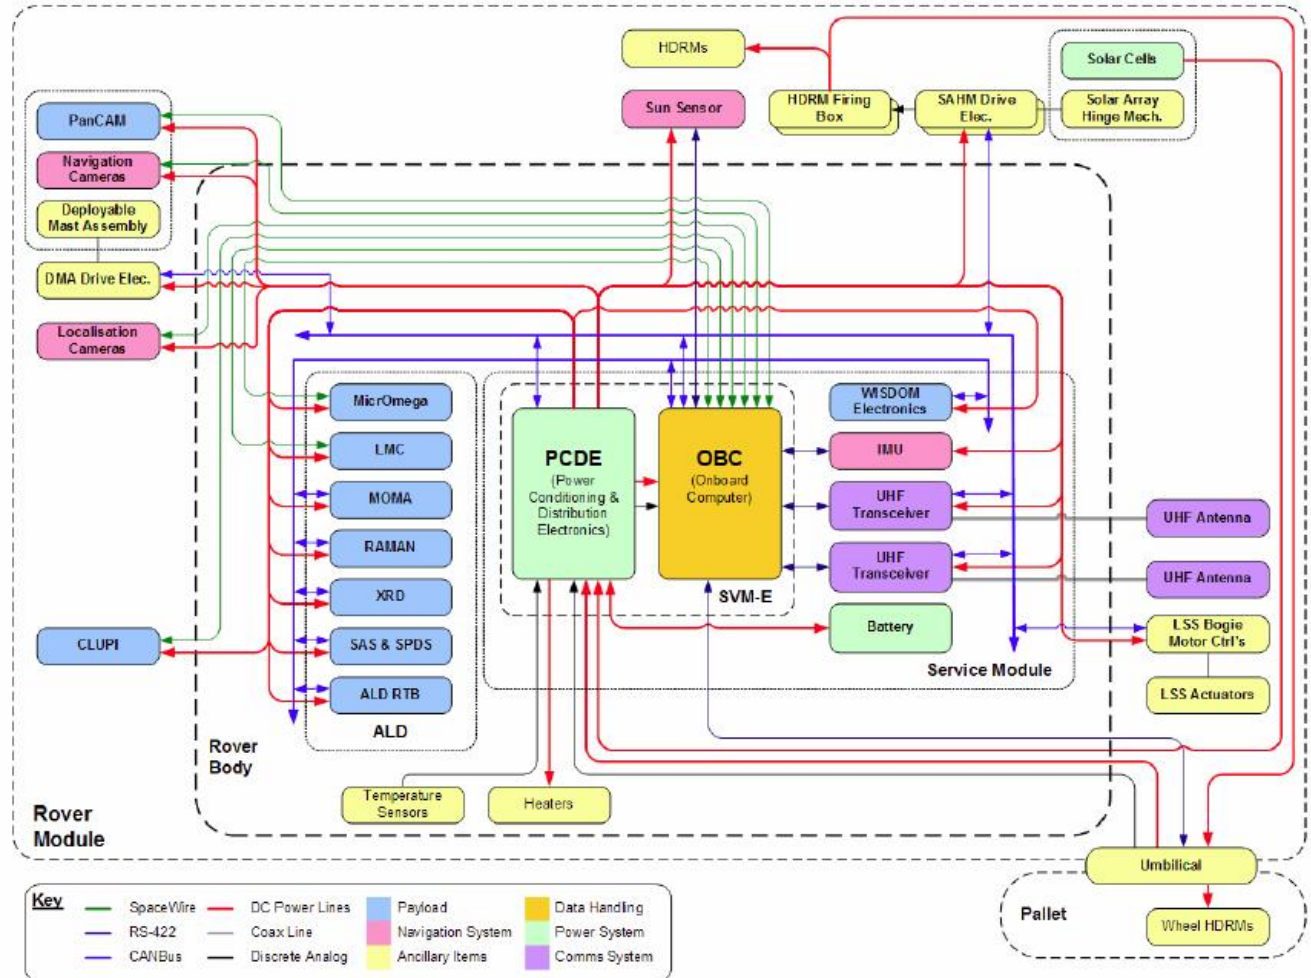 HDRMs
Solar Cells
PanCAM
Sun Sensor
HDRM Firing
Box
SAHM Drive
Elec.
Solar Array
Hinge Mech.
Navigation
Cameras
Deployable
Mast Assembly
DMA Drive Elec.
Localisation
Cameras
MicrOmega
WISDOM
Electronics
LMC
PCDE
(Power
Conditioning &
Distribution
Electronics)
OBC
(Onboard
Computer)
IMU
MOMA
UHF
Transceiver
UHF Antenna
RAMAN
UHF
Transceiver
UHF Antenna
XRD
SVM-E
CLUPI
SAS & SPDS
Battery
LSS Bogie
Motor Ctrl's
Service Module
ALD RTB
LSS Actuators
ALD
Rover
Body
Temperature
Sensors
Heaters
Rover
Module
Umbilical
Pallet
Wheel HDRMs
Key
SpaceWire
DC Power Lines
Payload
Data Handling
RS-422
Coax Line
Navigation System
Power System
CANBus
Discrete Analog
Ancillary Items
Comms System